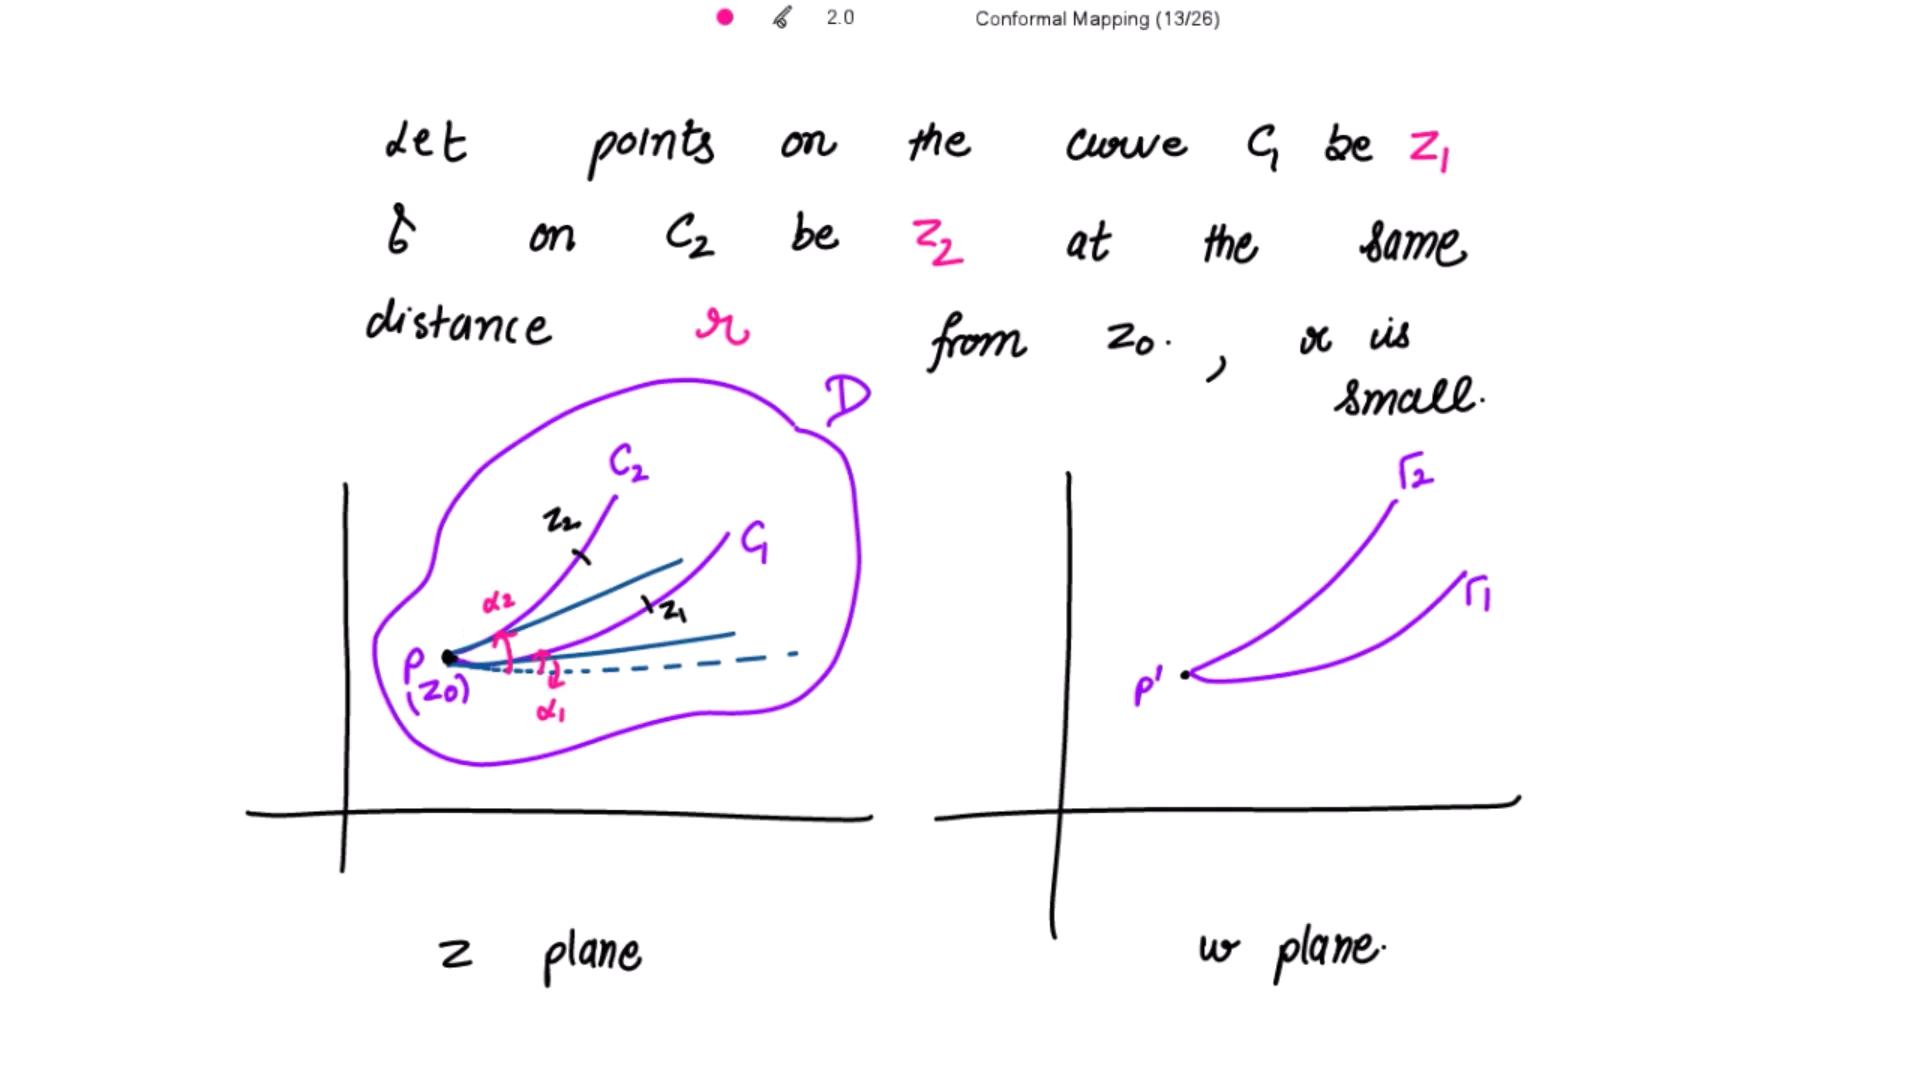 2.0 Conformal Mapping (13/26)
Let points on the curve C1 be z1
& on C2 be z2 at the same
distance r from z0. , r is
small.
D
C2
z2
C1
z1
α2
P
(z0)
α1
Γ2
Γ1
P'
z plane
w plane.